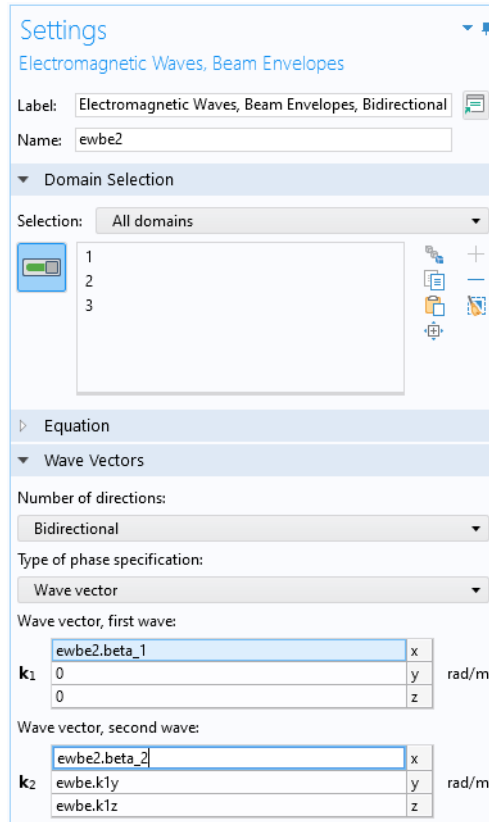 Settings
Electromagnetic Waves, Beam Envelopes
Label: Electromagnetic Waves, Beam Envelopes, Bidirectional
Name: ewbe2
Domain Selection
Selection: All domains
1
2
3
Equation
Wave Vectors
Number of directions:
Bidirectional
Type of phase specification:
Wave vector
Wave vector, first wave:
ewbe2.beta_1 x
k1 0 y rad/m
0 z
Wave vector, second wave:
ewbe2.beta_2 x
k2 ewbe.k1y y rad/m
ewbe.k1z z